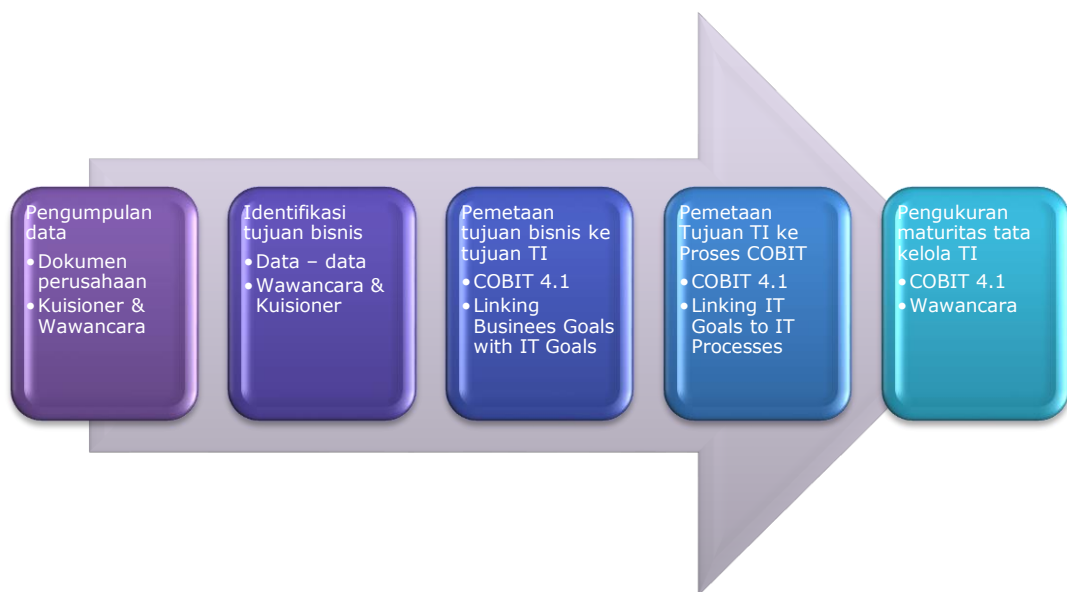 Pengumpulan
data
• Dokumen
perusahaan
• Kuisioner &
Wawancara
Identifikasi
tujuan bisnis
• Data – data
• Wawancara &
Kuisioner
Pemetaan
tujuan bisnis ke
tujuan TI
• COBIT 4.1
• Linking
Businees Goals
with IT Goals
Pemetaan
Tujuan TI ke
Proses COBIT
• COBIT 4.1
• Linking IT
Goals to IT
Processes
Pengukuran
maturitas tata
kelola TI
• COBIT 4.1
• Wawancara